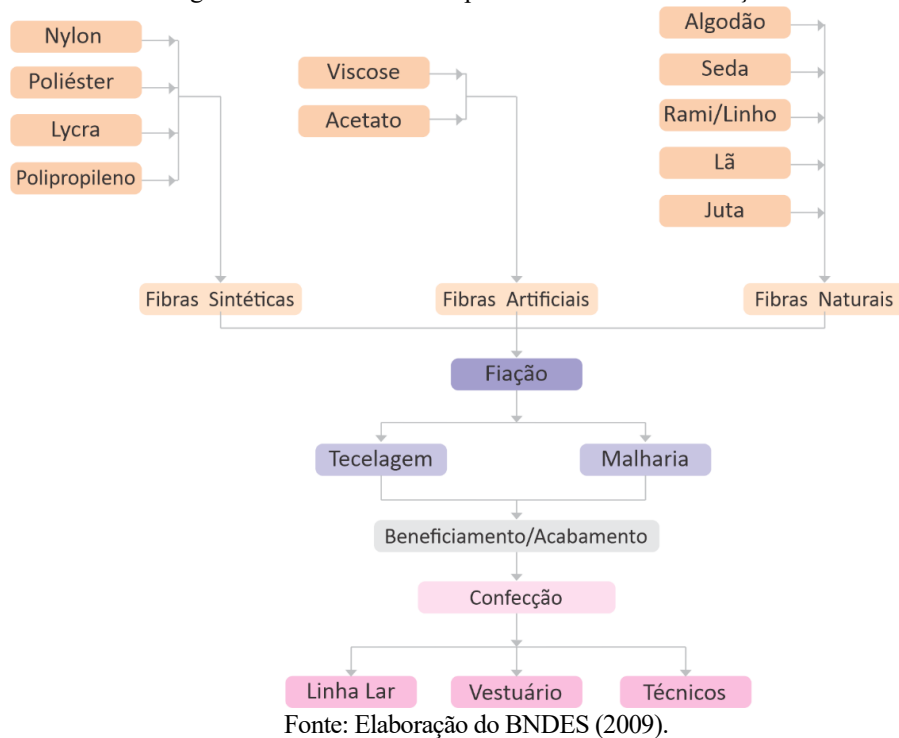 Nylon
Poliéster
Lycra
Polipropileno
Viscose
Acetato
Algodão
Seda
Rami/Linho
Lã
Juta
Fibras Sintéticas
Fibras Artificiais
Fibras Naturais
Fiação
Tecelagem
Malharia
Beneficiamento/Acabamento
Confecção
Linha Lar
Vestuário
Técnicos
Fonte: Elaboração do BNDES (2009).